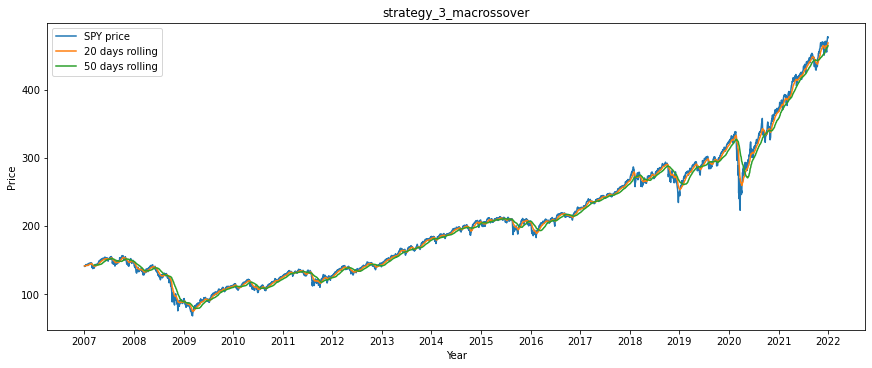 strategy_3_macrossover
SPY price
20 days rolling
50 days rolling
Price
400
300
200
100
2007 2008 2009 2010 2011 2012 2013 2014 2015 2016 2017 2018 2019 2020 2021 2022
Year